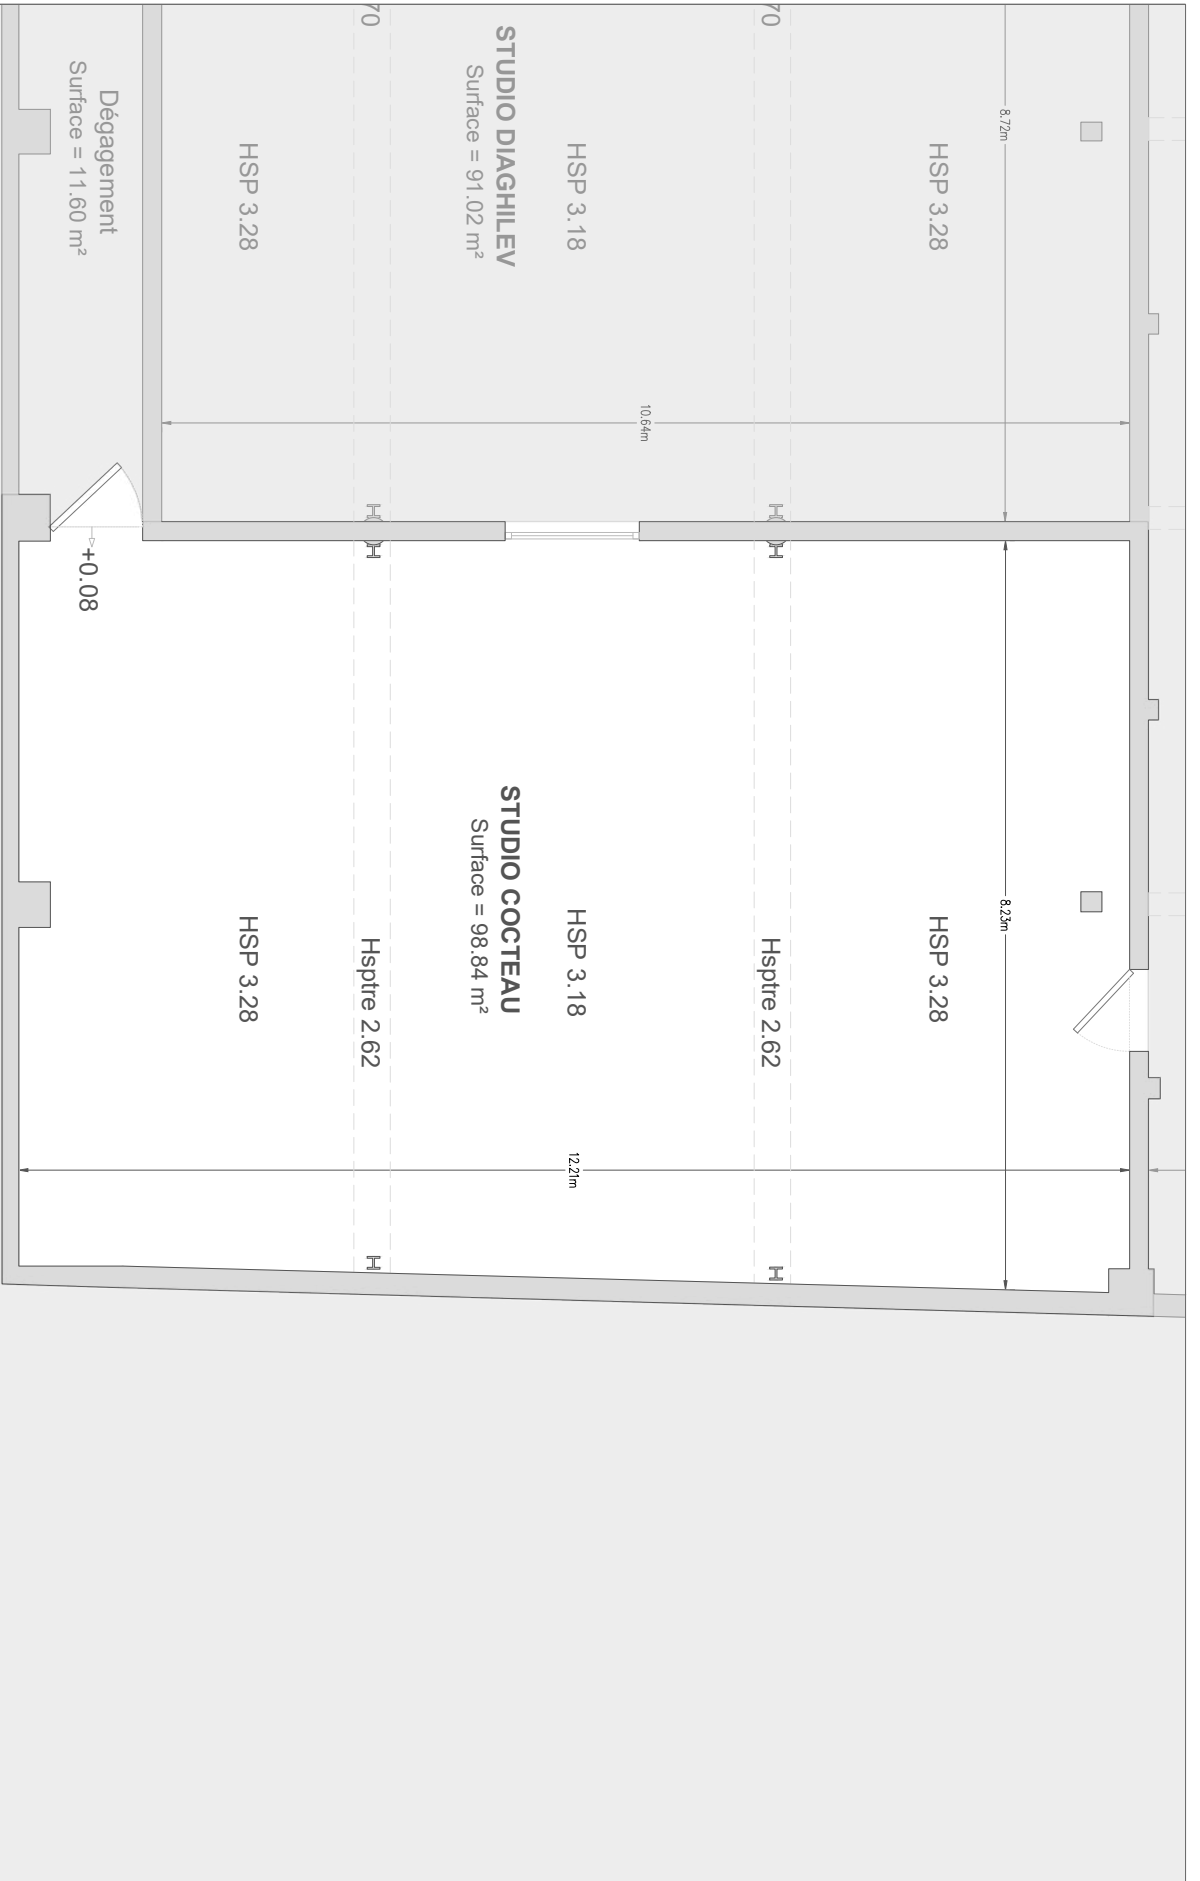 70
70
STUDIO DIAGHILEV
Surface = 91.02 m²
Dégagement
Surface = 11.60 m²
HSP 3.28
HSP 3.18
HSP 3.28
8.72m
10.64m
+0.08
STUDIO COCTEAU
Surface = 98.84 m²
HSP 3.28
Hsptre 2.62
HSP 3.18
Hsptre 2.62
HSP 3.28
8.23m
12.21m